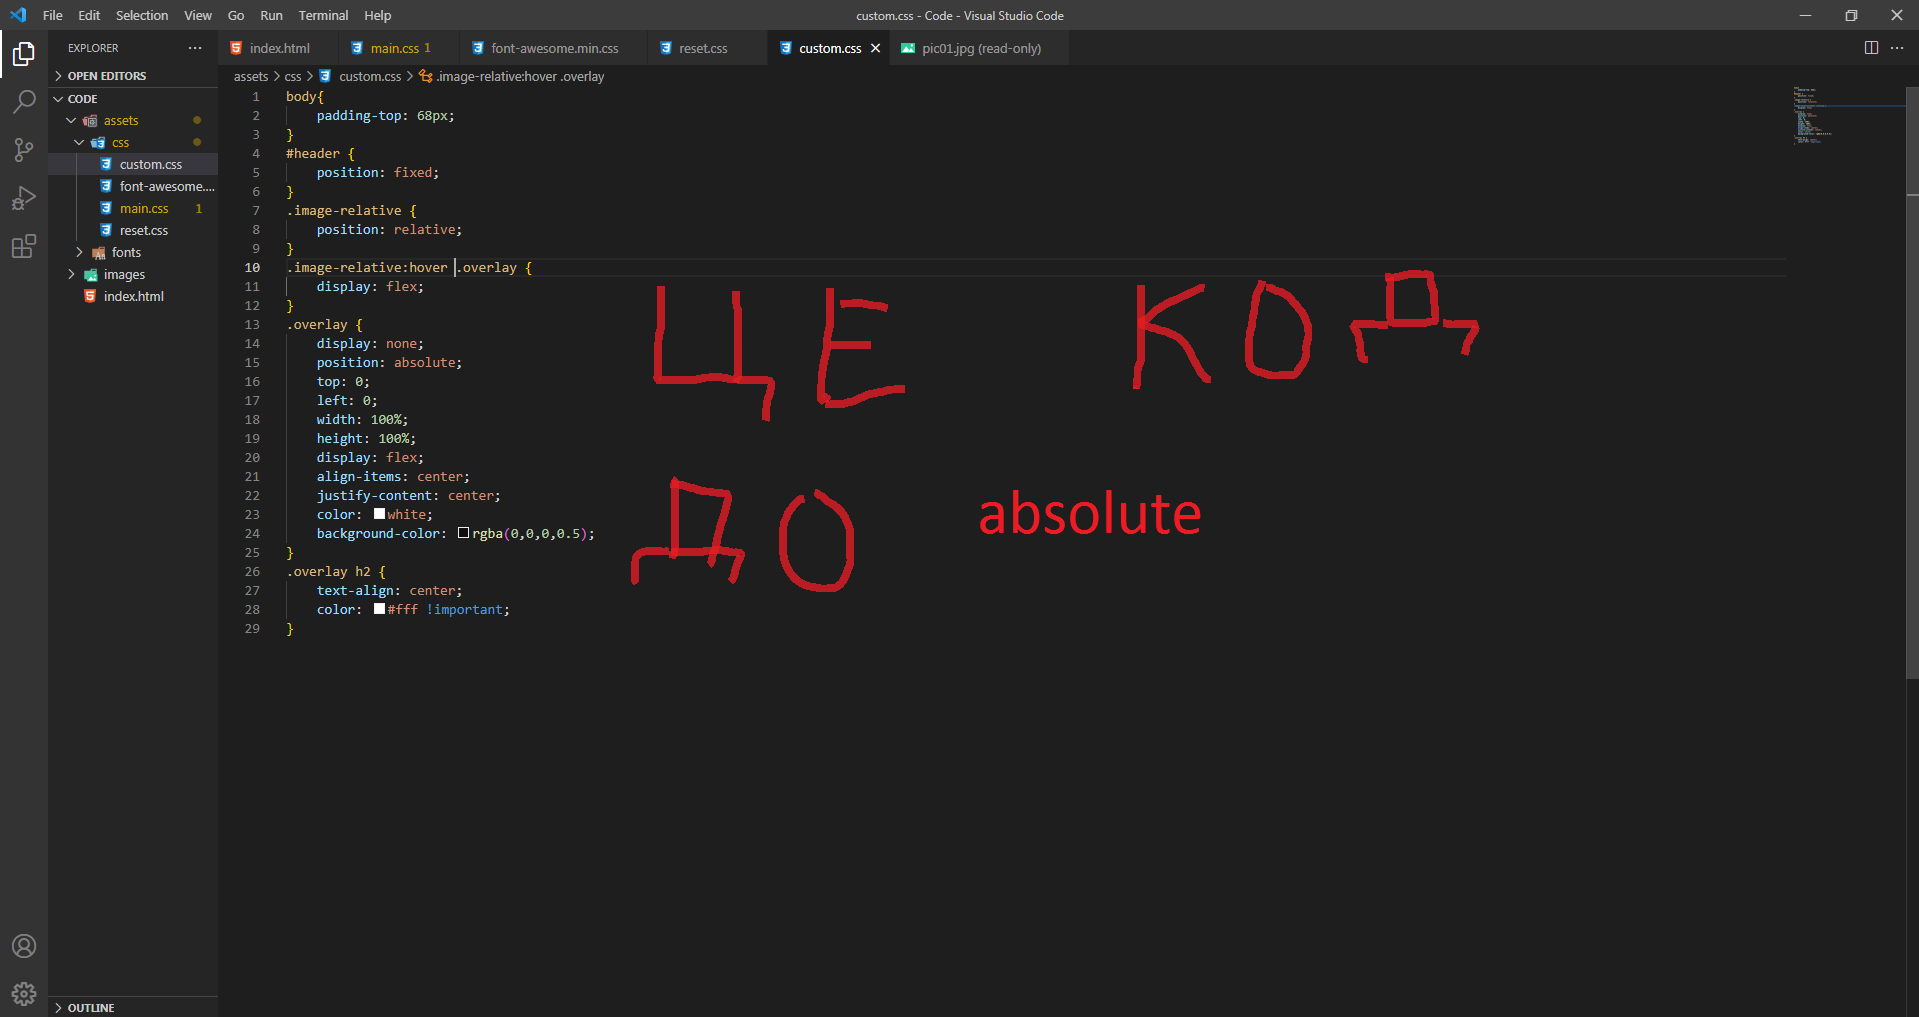 File Edit Selection View Go Run Terminal Help custom.css - Code - Visual Studio Code
EXPLORER
index.html main.css 1 font-awesome.min.css reset.css custom.css pic01.jpg (read-only)
OPEN EDITORS
CODE
assets
css
custom.css
font-awesome....
main.css 1
reset.css
fonts
images
index.html
OUTLINE
assets > css > custom.css > .image-relative:hover .overlay
1 body{
2 padding-top: 68px;
3 }
4 #header {
5 position: fixed;
6 }
7 .image-relative {
8 position: relative;
9 }
10 .image-relative:hover .overlay {
11 display: flex;
12 }
13 .overlay {
14 display: none;
15 position: absolute;
16 top: 0;
17 left: 0;
18 width: 100%;
19 height: 100%;
20 display: flex;
21 align-items: center;
22 justify-content: center;
23 color: white;
24 background-color: rgba(0,0,0,0.5);
25 }
26 .overlay h2 {
27 text-align: center;
28 color: #fff !important;
29 }
ЦЕ КОД
ДО absolute